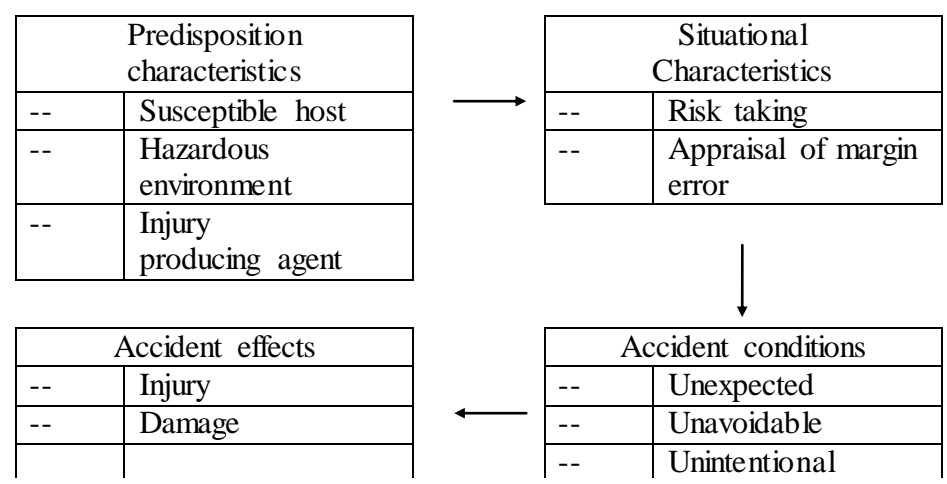 Predisposition
characteristics
-- Susceptible host
-- Hazardous
environment
-- Injury
producing agent
Situational
Characteristics
-- Risk taking
-- Appraisal of margin
error
Accident effects
-- Injury
-- Damage
Accident conditions
-- Unexpected
-- Unavoidable
-- Unintentional